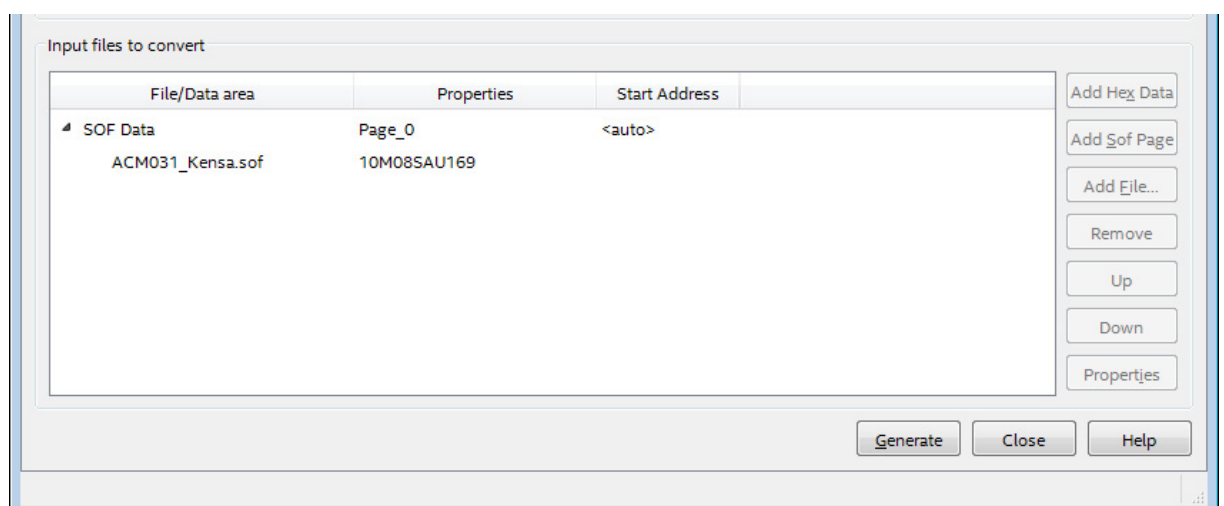 Input files to convert
File/Data area Properties Start Address
SOF Data Page_0 <auto>
ACM031_Kensa.sof 10M08SAU169
Add Hex Data
Add Sof Page
Add File...
Remove
Up
Down
Properties
Generate Close Help